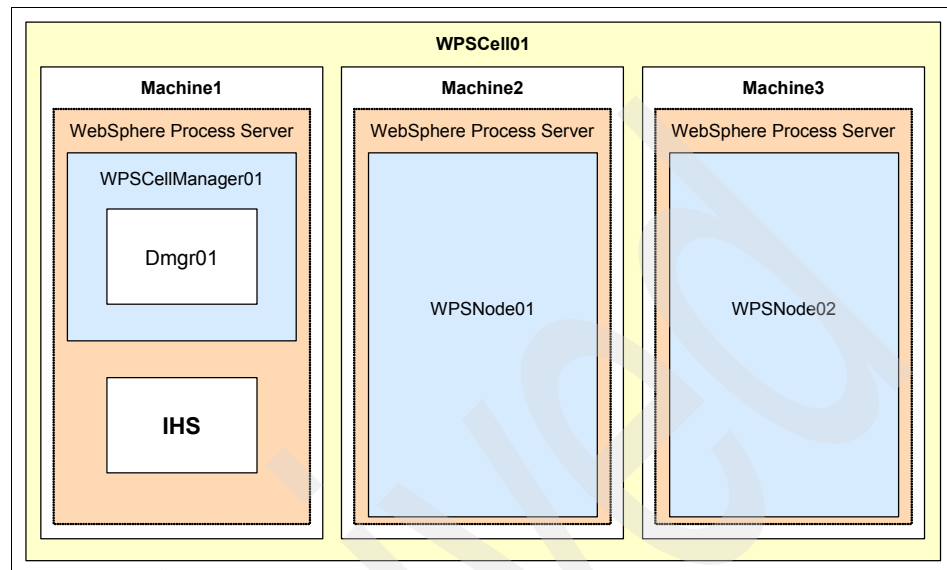 WPSCell01
Machine1
WebSphere Process Server
WPSCellManager01
Dmgr01
IHS
Machine2
WebSphere Process Server
WPSNode01
Machine3
WebSphere Process Server
WPSNode02